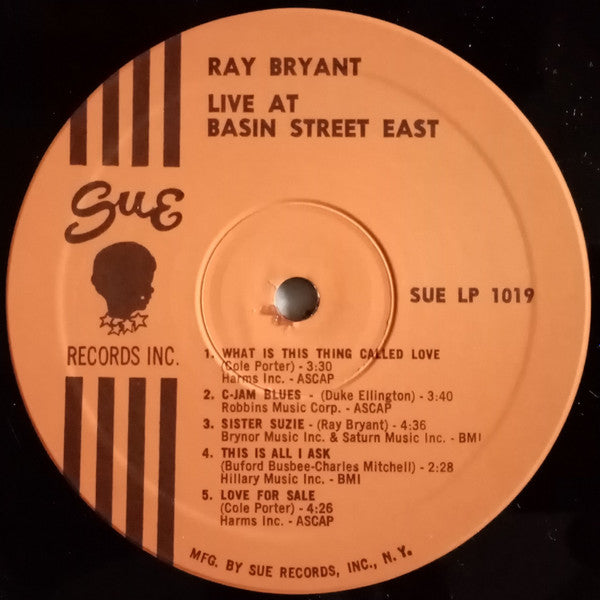 RAY BRYANT
LIVE AT
BASIN STREET EAST
Sue
RECORDS INC.
SUE LP 1019
1. WHAT IS THIS THING CALLED LOVE
(Cole Porter) - 3:30
Harms Inc. - ASCAP
2. C-JAM BLUES - (Duke Ellington) - 3:40
Robbins Music Corp. - ASCAP
3. SISTER SUZIE - (Ray Bryant) - 4:36
Brynor Music Inc. & Saturn Music Inc. - BMI
4. THIS IS ALL I ASK
(Buford Busbee-Charles Mitchell) - 2:28
Hillary Music Inc. - BMI
5. LOVE FOR SALE
(Cole Porter) - 4:26
Harms Inc. - ASCAP
MFG. BY SUE RECORDS, INC., N. Y.